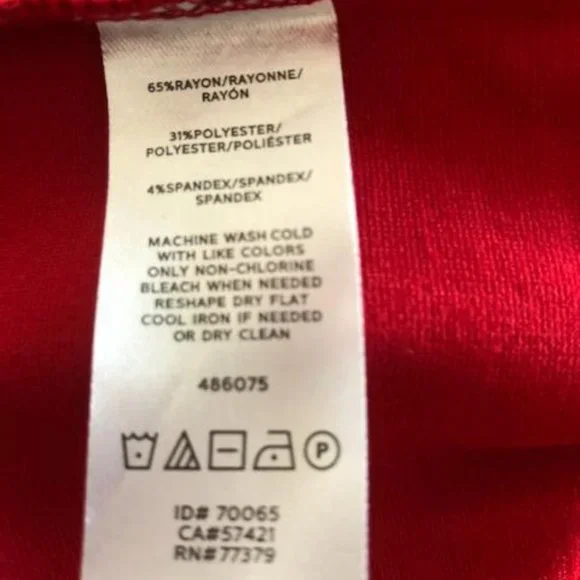 65%RAYON/RAYONNE/
RAYÓN
31%POLYESTER/
POLYESTER/POLIÉSTER
4%SPANDEX/SPANDEX/
SPANDEX
MACHINE WASH COLD
WITH LIKE COLORS
ONLY NON-CHLORINE
BLEACH WHEN NEEDED
RESHAPE DRY FLAT
COOL IRON IF NEEDED
OR DRY CLEAN
486075
P
ID# 70065
CA#57421
RN#77379